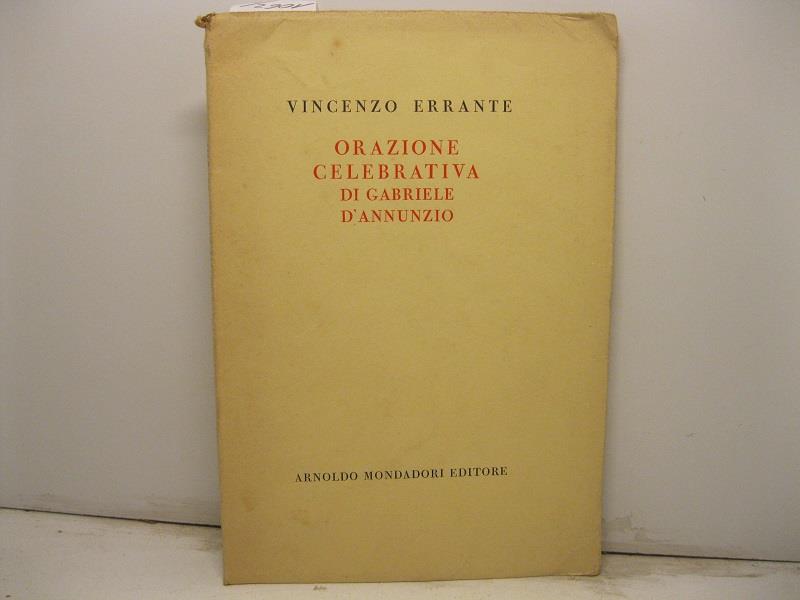 VINCENZO ERRANTE
ORAZIONE
CELEBRATIVA
DI GABRIELE
D'ANNUNZIO
ARNOLDO MONDADORI EDITORE